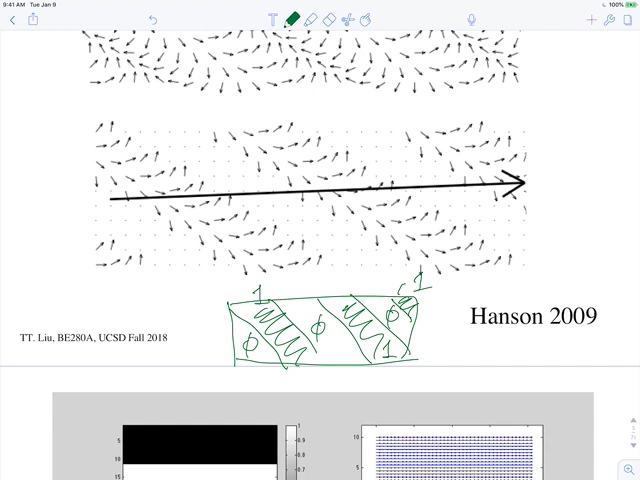 9:41 AM Tue Jan 9
100%
1
1
Φ
Φ
Φ
1
Hanson 2009
TT. Liu, BE280A, UCSD Fall 2018
5
10
15
1
0.9
0.8
0.7
10
5